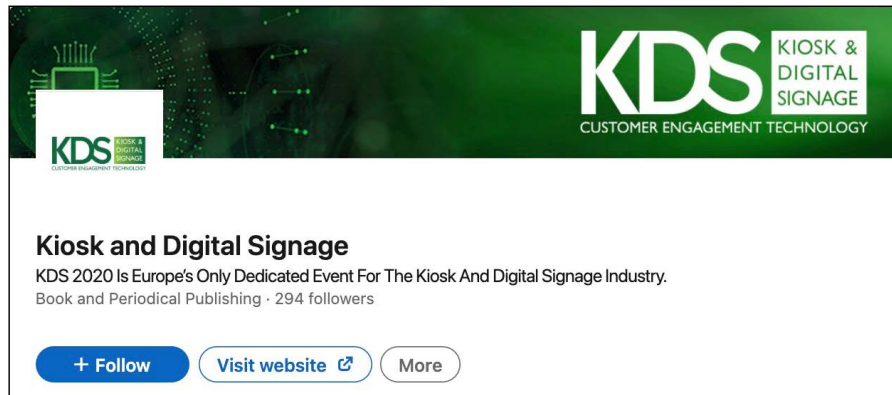 KDS KIOSK &
DIGITAL
SIGNAGE
CUSTOMER ENGAGEMENT TECHNOLOGY
KDS KIOSK &
DIGITAL
SIGNAGE
CUSTOMER ENGAGEMENT TECHNOLOGY
Kiosk and Digital Signage
KDS 2020 Is Europe's Only Dedicated Event For The Kiosk And Digital Signage Industry.
Book and Periodical Publishing · 294 followers
+ Follow Visit website More